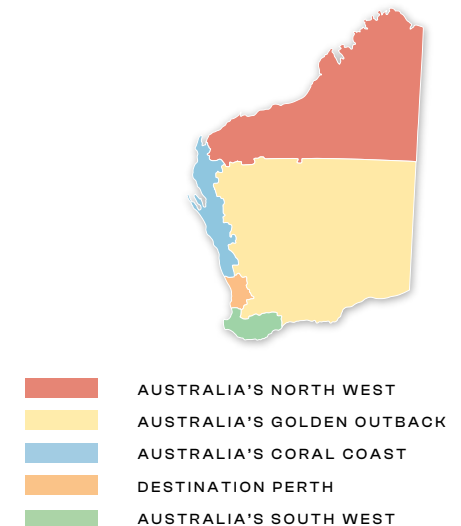 AUSTRALIA'S NORTH WEST
AUSTRALIA'S GOLDEN OUTBACK
AUSTRALIA'S CORAL COAST
DESTINATION PERTH
AUSTRALIA'S SOUTH WEST